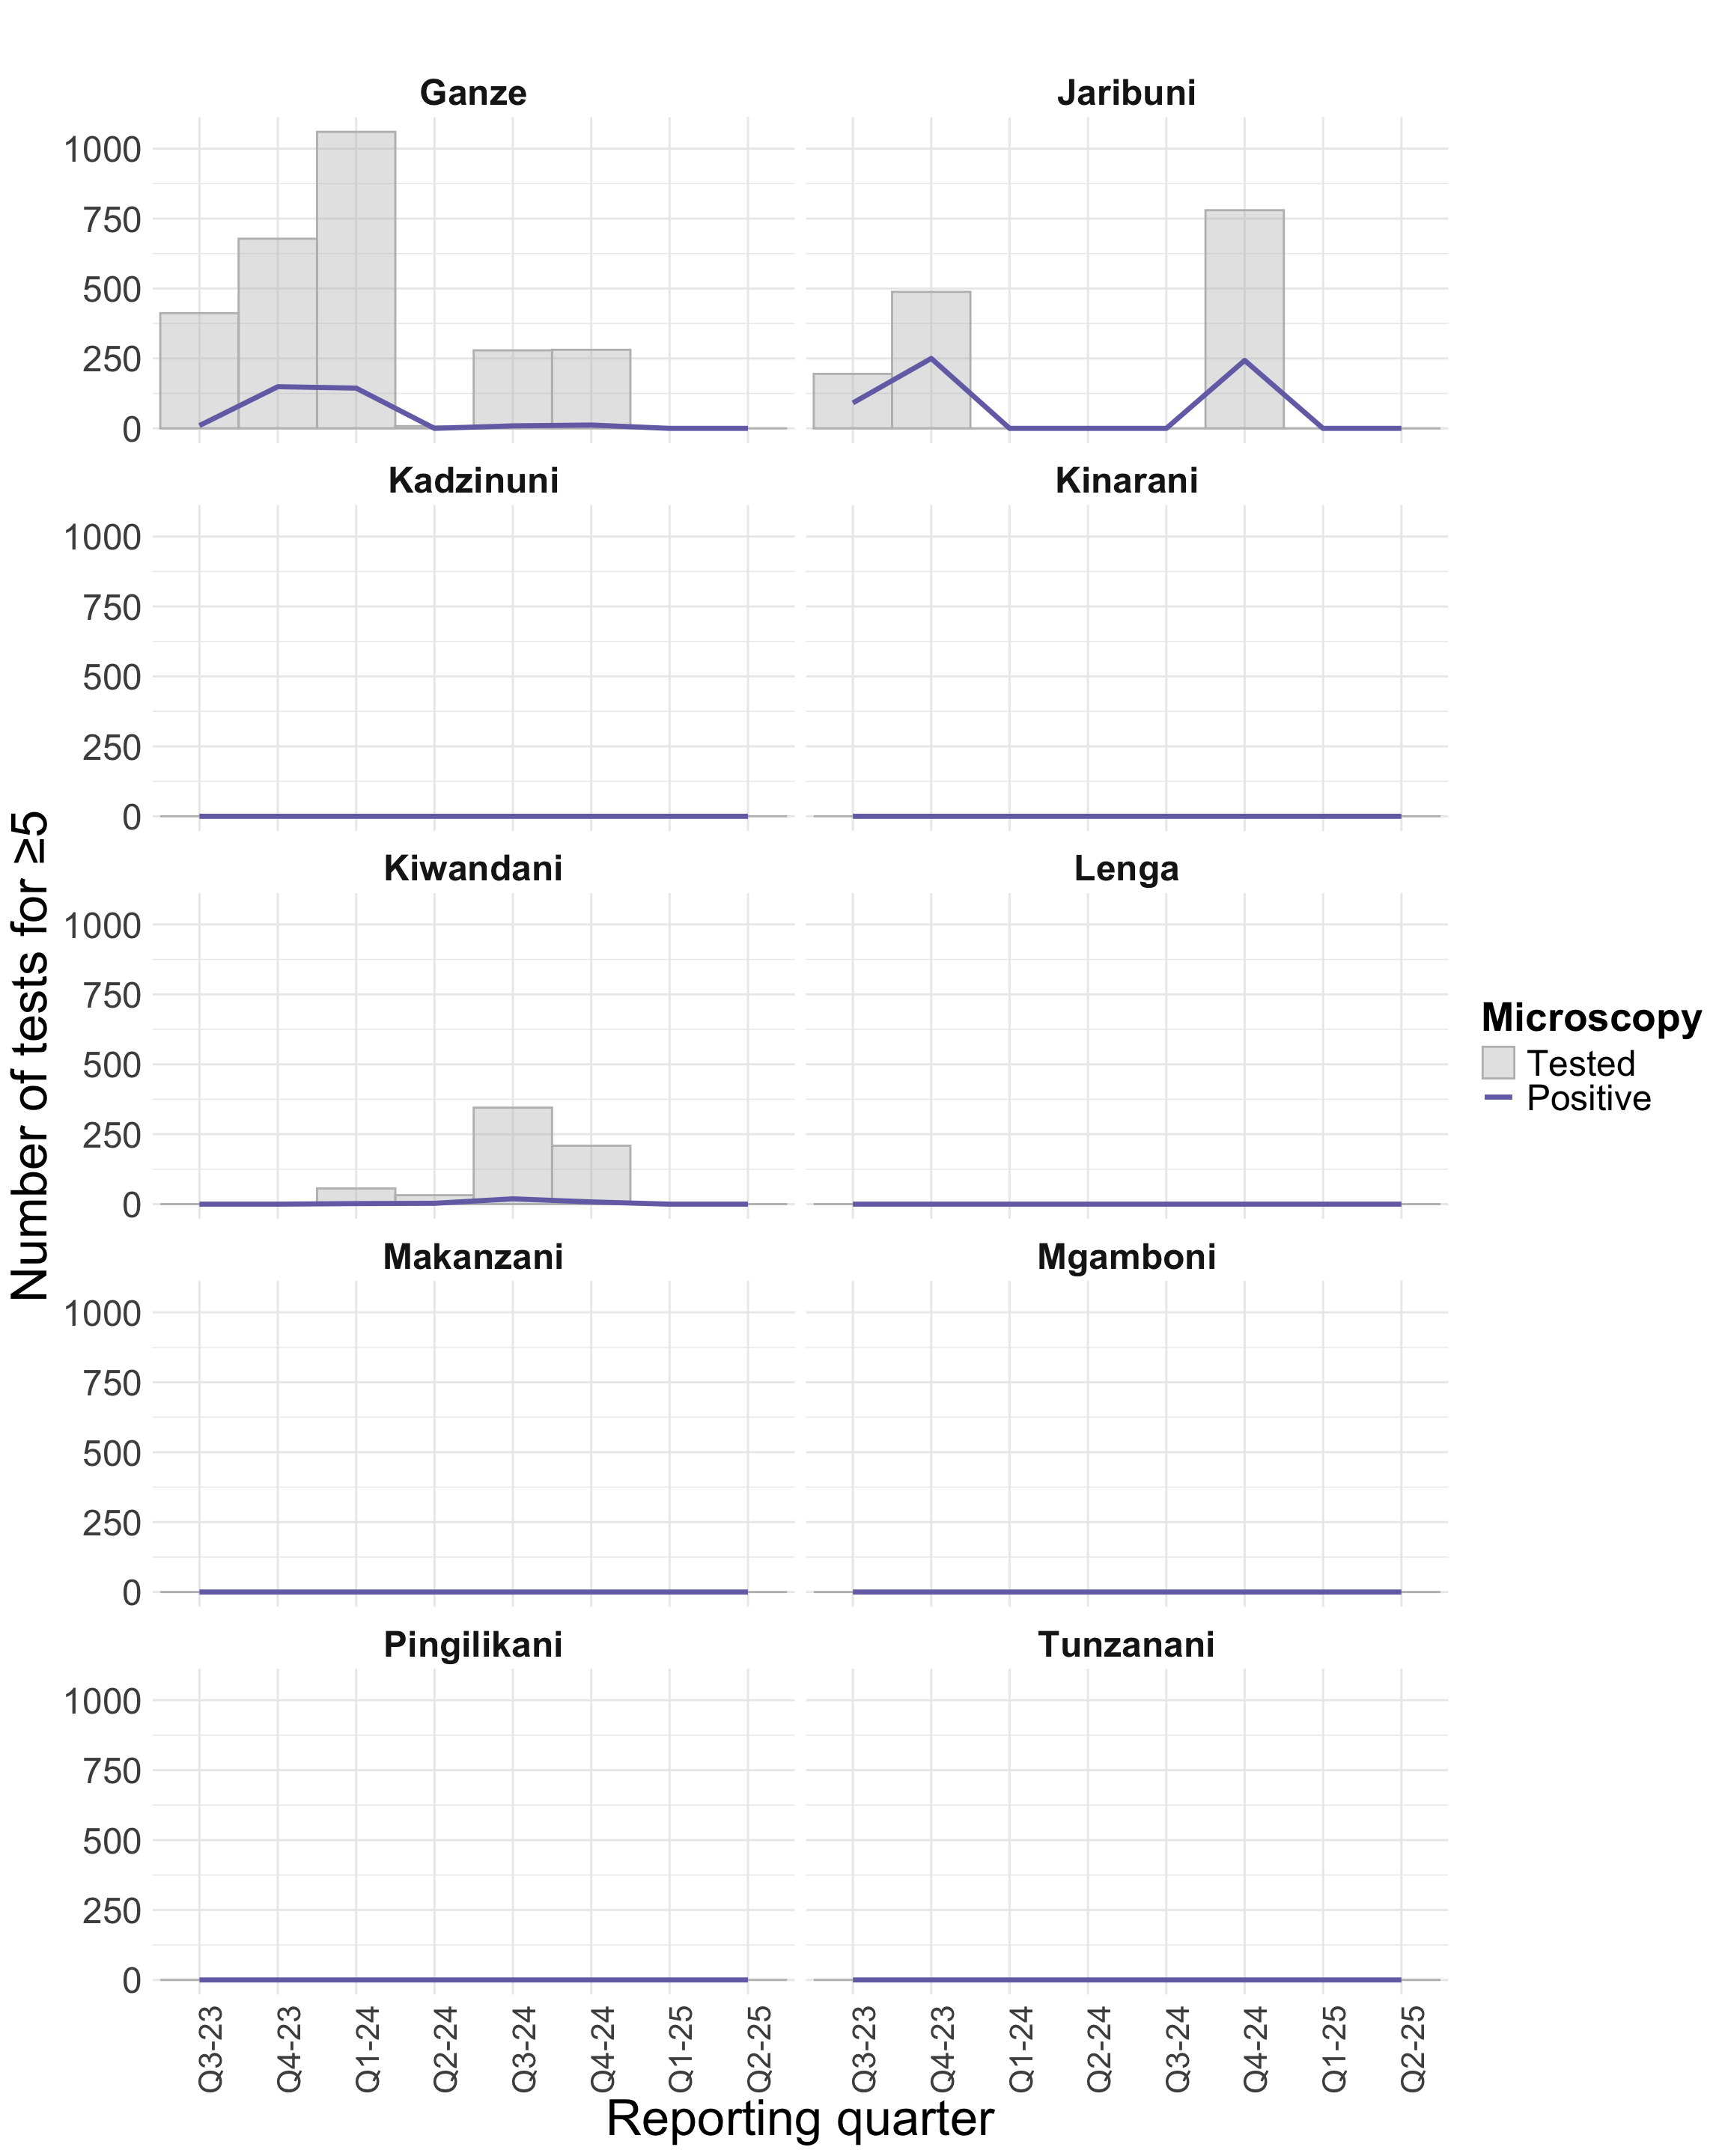 Ganze
Jaribuni
1000
750
500
250
0
Kadzinuni
Kinarani
1000
750
500
250
0
Kiwandani
Lenga
1000
750
500
250
0
Makanzani
Mgamboni
1000
750
500
250
0
Pingilikani
Tunzanani
1000
750
500
250
0
Q3-23 Q4-23 Q1-24 Q2-24 Q3-24 Q4-24 Q1-25 Q2-25
Q3-23 Q4-23 Q1-24 Q2-24 Q3-24 Q4-24 Q1-25 Q2-25
Reporting quarter
Number of tests for ≥5
Microscopy
Tested
Positive